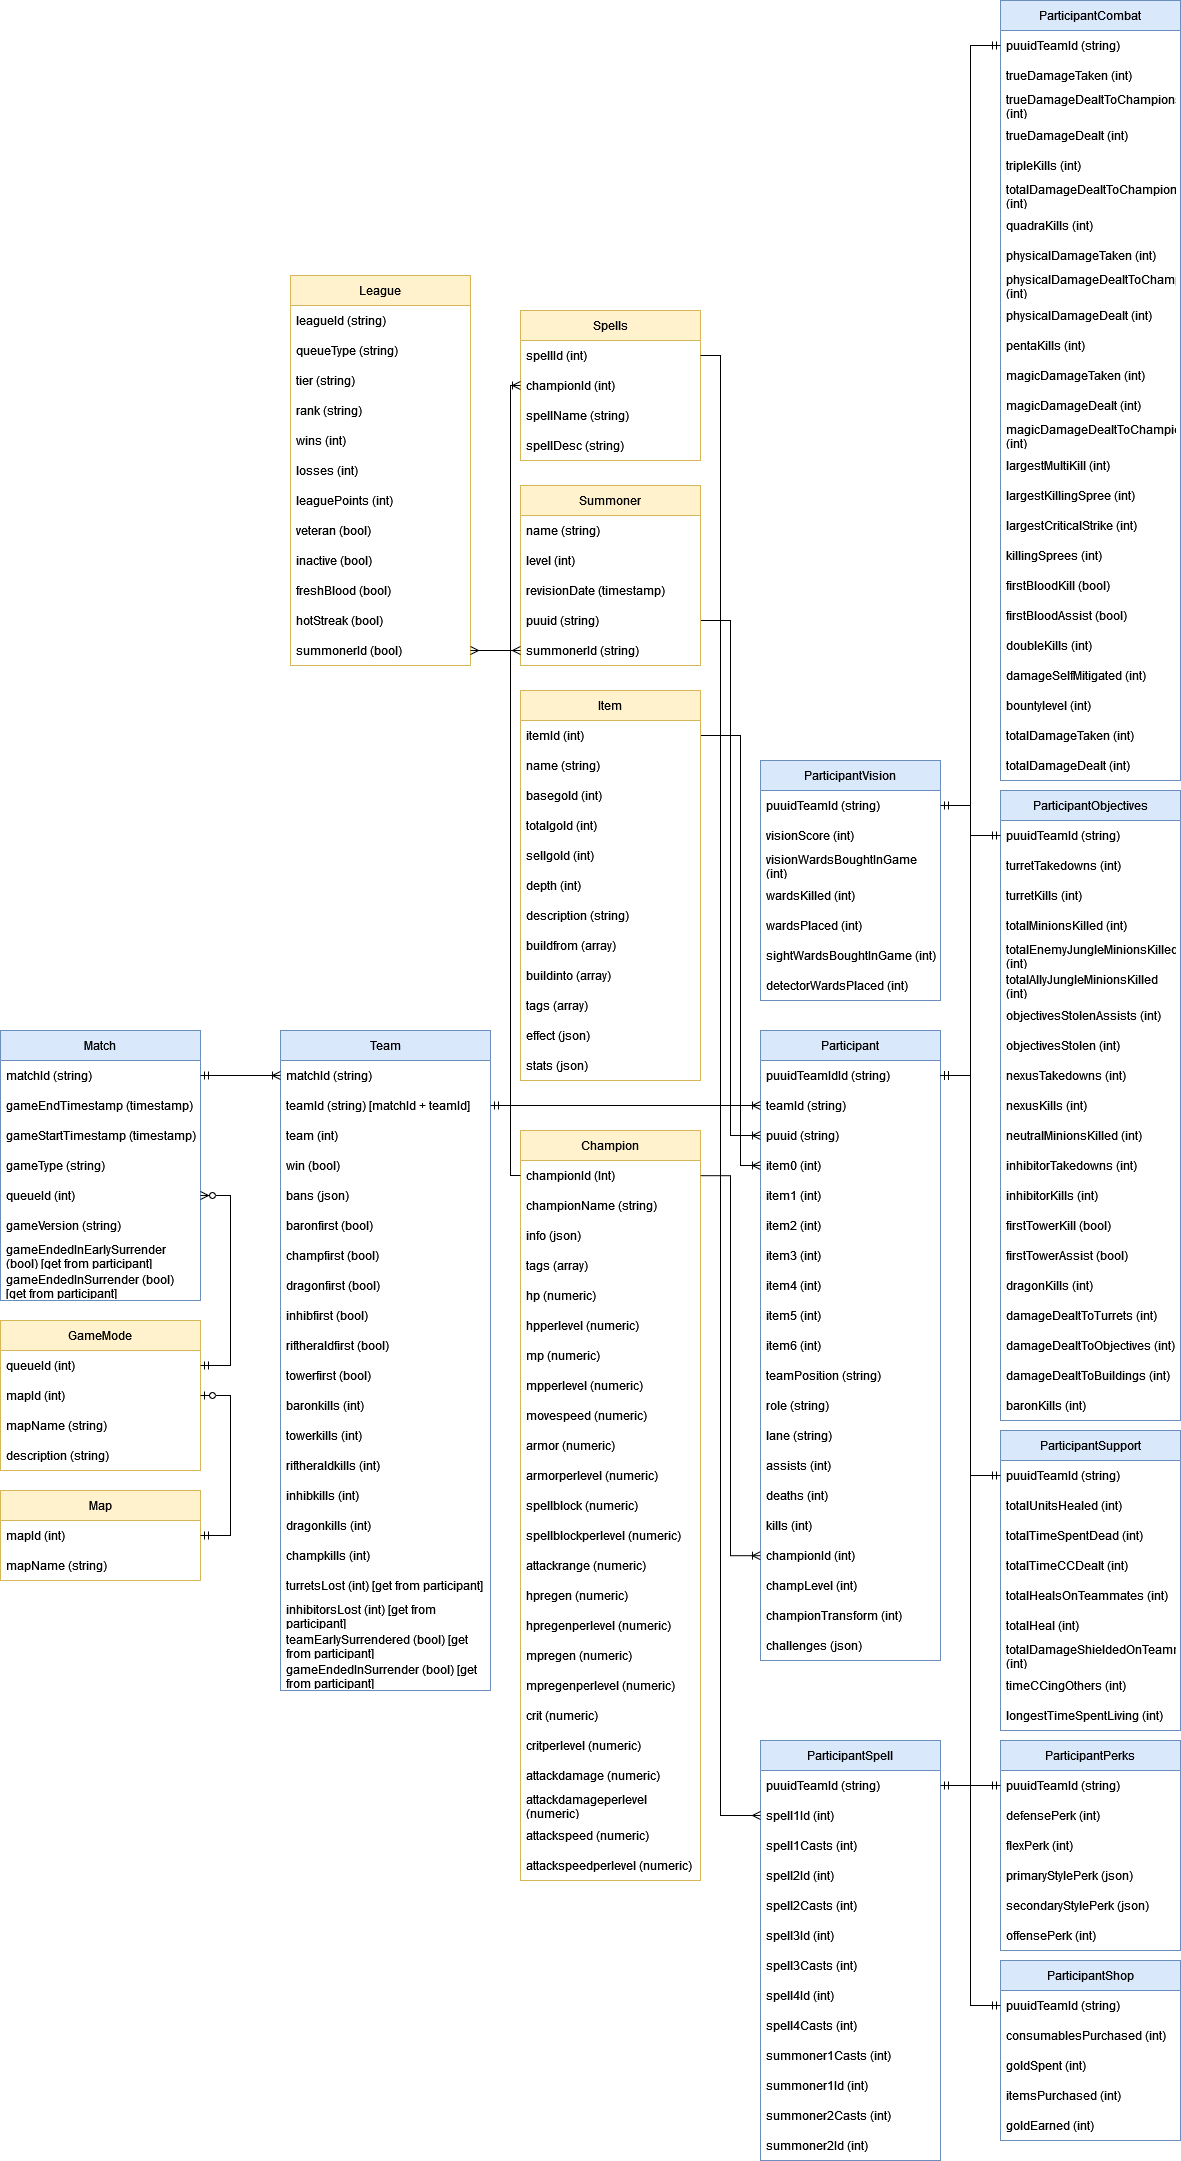 ParticipantCombat
puuidTeamId (string)
trueDamageTaken (int)
trueDamageDealtToChampion
(int)
trueDamageDealt (int)
tripleKills (int)
totalDamageDealtToChampion
(int)
quadraKills (int)
physicalDamageTaken (int)
physicalDamageDealtToCham
(int)
physicalDamageDealt (int)
pentaKills (int)
magicDamageTaken (int)
magicDamageDealt (int)
magicDamageDealtToChampi
(int)
largestMultiKill (int)
largestKillingSpree (int)
largestCriticalStrike (int)
killingSprees (int)
firstBloodKill (bool)
firstBloodAssist (bool)
doubleKills (int)
damageSelfMitigated (int)
bountylevel (int)
totalDamageTaken (int)
totalDamageDealt (int)
League
leagueId (string)
queueType (string)
tier (string)
rank (string)
wins (int)
losses (int)
leaguePoints (int)
veteran (bool)
inactive (bool)
freshBlood (bool)
hotStreak (bool)
summonerId (bool)
Spells
spellId (int)
championId (int)
spellName (string)
spellDesc (string)
Summoner
name (string)
level (int)
revisionDate (timestamp)
puuid (string)
summonerId (string)
Item
itemId (int)
name (string)
basegold (int)
totalgold (int)
sellgold (int)
depth (int)
description (string)
buildfrom (array)
buildinto (array)
tags (array)
effect (json)
stats (json)
ParticipantVision
puuidTeamId (string)
visionScore (int)
visionWardsBoughtInGame
(int)
wardsKilled (int)
wardsPlaced (int)
sightWardsBoughtInGame (int)
detectorWardsPlaced (int)
ParticipantObjectives
puuidTeamId (string)
turretTakedowns (int)
turretKills (int)
totalMinionsKilled (int)
totalEnemyJungleMinionsKilled
(int)
totalAllyJungleMinionsKilled
(int)
objectivesStolenAssists (int)
objectivesStolen (int)
nexusTakedowns (int)
nexusKills (int)
neutralMinionsKilled (int)
inhibitorTakedowns (int)
inhibitorKills (int)
firstTowerKill (bool)
firstTowerAssist (bool)
dragonKills (int)
damageDealtToTurrets (int)
damageDealtToObjectives (int)
damageDealtToBuildings (int)
baronKills (int)
Match
matchId (string)
gameEndTimestamp (timestamp)
gameStartTimestamp (timestamp)
gameType (string)
queueId (int)
gameVersion (string)
gameEndedInEarlySurrender
(bool) [get from participant]
gameEndedInSurrender (bool)
[get from participant]
Team
matchId (string)
teamId (string) [matchId + teamId]
team (int)
win (bool)
bans (json)
baronfirst (bool)
champfirst (bool)
dragonfirst (bool)
inhibfirst (bool)
riftheraldfirst (bool)
towerfirst (bool)
baronkills (int)
towerkills (int)
riftheraldkills (int)
inhibkills (int)
dragonkills (int)
champkills (int)
turretsLost (int) [get from participant]
inhibitorsLost (int) [get from
participant]
teamEarlySurrendered (bool) [get
from participant]
gameEndedInSurrender (bool) [get
from participant]
Participant
puuidTeamIdId (string)
teamId (string)
puuid (string)
item0 (int)
item1 (int)
item2 (int)
item3 (int)
item4 (int)
item5 (int)
item6 (int)
teamPosition (string)
role (string)
lane (string)
assists (int)
deaths (int)
kills (int)
championId (int)
champLevel (int)
championTransform (int)
challenges (json)
Champion
championId (Int)
championName (string)
info (json)
tags (array)
hp (numeric)
hpperlevel (numeric)
mp (numeric)
mpperlevel (numeric)
movespeed (numeric)
armor (numeric)
armorperlevel (numeric)
spellblock (numeric)
spellblockperlevel (numeric)
attackrange (numeric)
hpregen (numeric)
hpregenperlevel (numeric)
mpregen (numeric)
mpregenperlevel (numeric)
crit (numeric)
critperlevel (numeric)
attackdamage (numeric)
attackdamageperlevel
(numeric)
attackspeed (numeric)
attackspeedperlevel (numeric)
GameMode
queueId (int)
mapId (int)
mapName (string)
description (string)
Map
mapId (int)
mapName (string)
ParticipantSupport
puuidTeamId (string)
totalUnitsHealed (int)
totalTimeSpentDead (int)
totalTimeCCDealt (int)
totalHealsOnTeammates (int)
totalHeal (int)
totalDamageShieldedOnTeam
(int)
timeCCingOthers (int)
longestTimeSpentLiving (int)
ParticipantSpell
puuidTeamId (string)
spell1Id (int)
spell1Casts (int)
spell2Id (int)
spell2Casts (int)
spell3Id (int)
spell3Casts (int)
spell4Id (int)
spell4Casts (int)
summoner1Casts (int)
summoner1Id (int)
summoner2Casts (int)
summoner2Id (int)
ParticipantPerks
puuidTeamId (string)
defensePerk (int)
flexPerk (int)
primaryStylePerk (json)
secondaryStylePerk (json)
offensePerk (int)
ParticipantShop
puuidTeamId (string)
consumablesPurchased (int)
goldSpent (int)
itemsPurchased (int)
goldEarned (int)